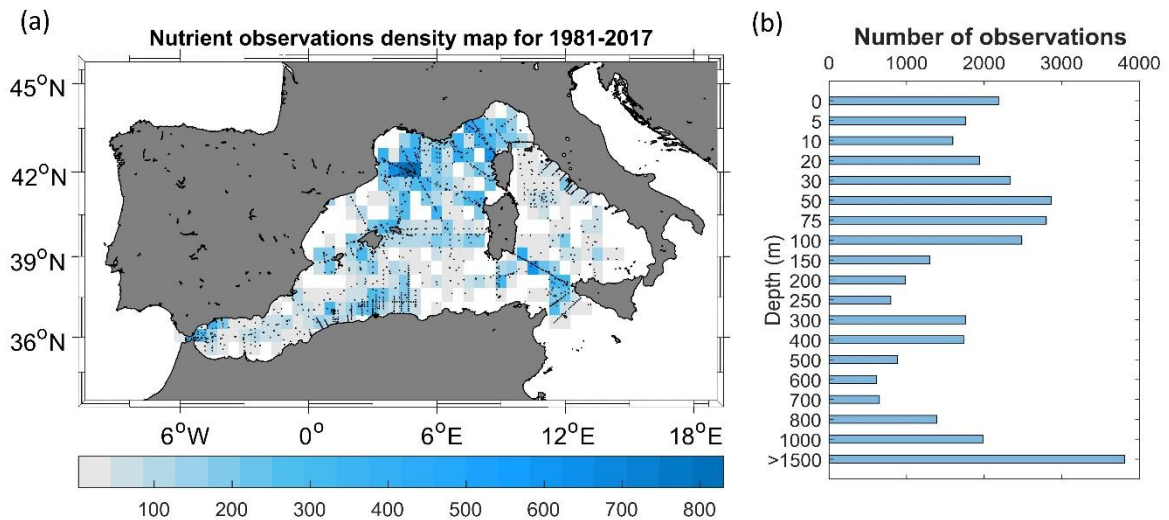 (a)
Nutrient observations density map for 1981-2017
45°N
42°N
39°N
36°N
6°W 0° 6°E 12°E 18°E
100 200 300 400 500 600 700 800
(b)
Number of observations
0 1000 2000 3000 4000
Depth (m)
0
5
10
20
30
50
75
100
150
200
250
300
400
500
600
700
800
1000
>1500